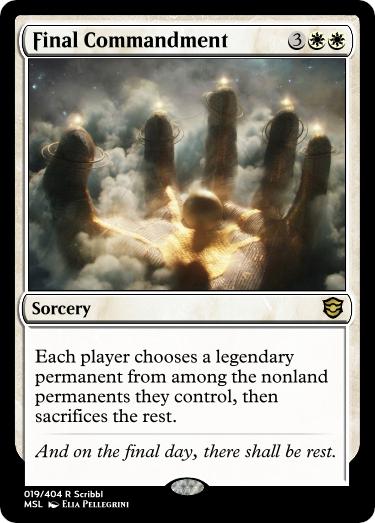 Final Commandment 3
Sorcery
Each player chooses a legendary
permanent from among the nonland
permanents they control, then
sacrifices the rest.
And on the final day, there shall be rest.
019/404 R Scribbl
MSL Elia Pellegrini